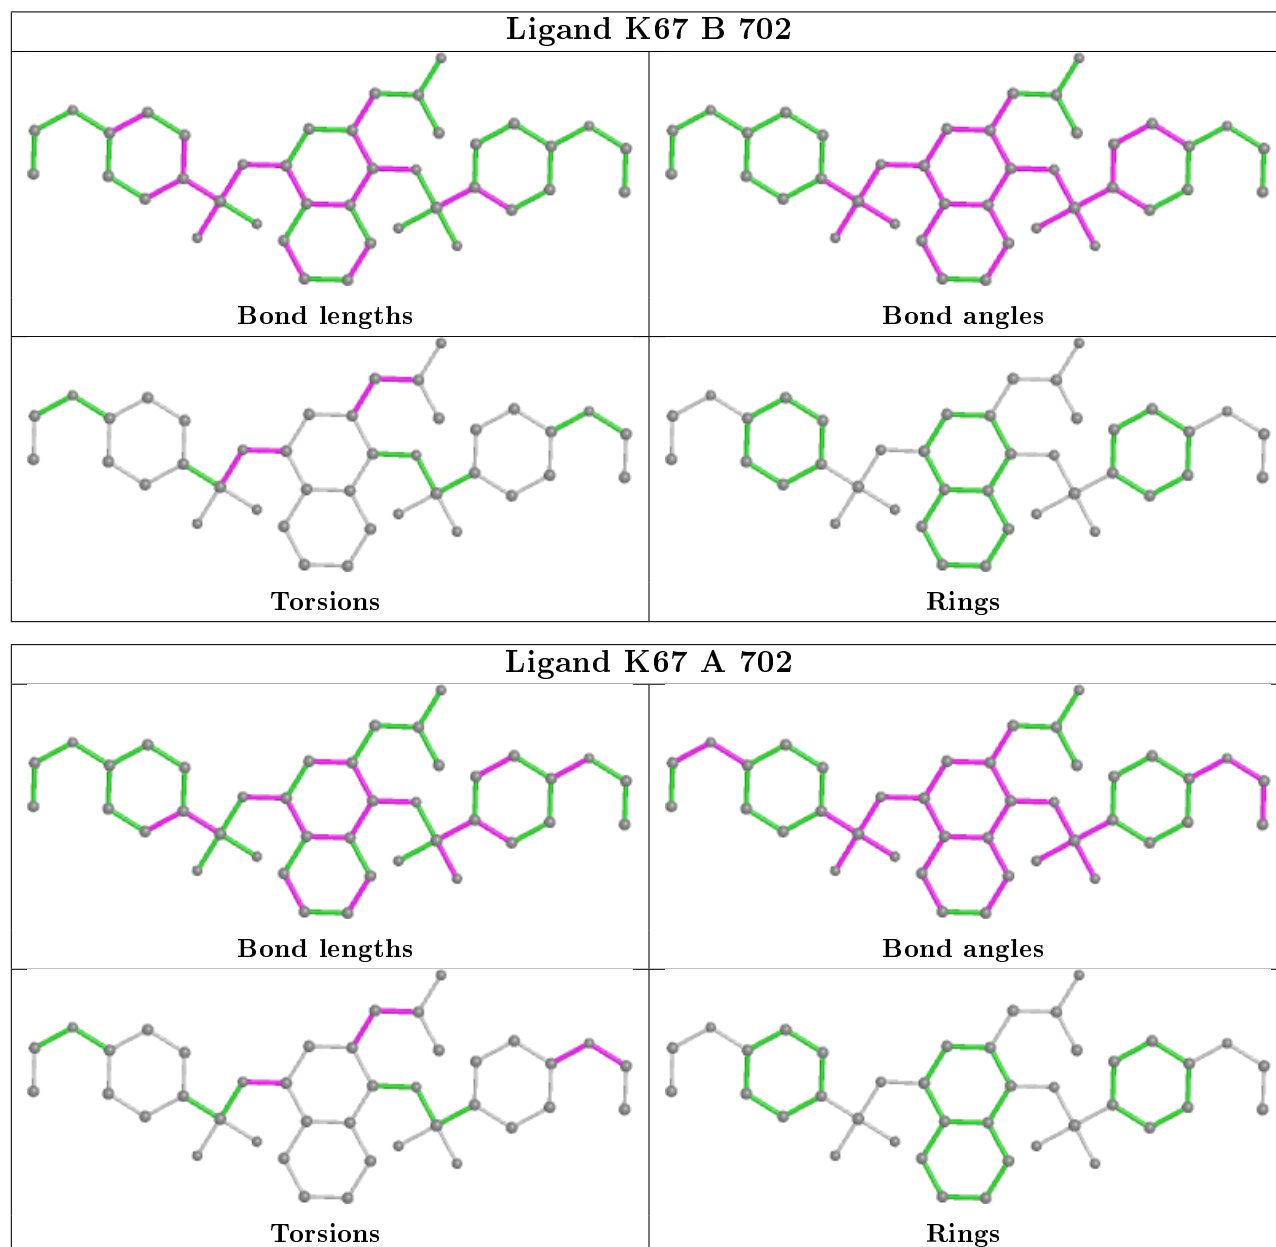 Ligand K67 B 702
Bond lengths
Bond angles
Torsions
Rings
Ligand K67 A 702
Bond lengths
Bond angles
Torsions
Rings